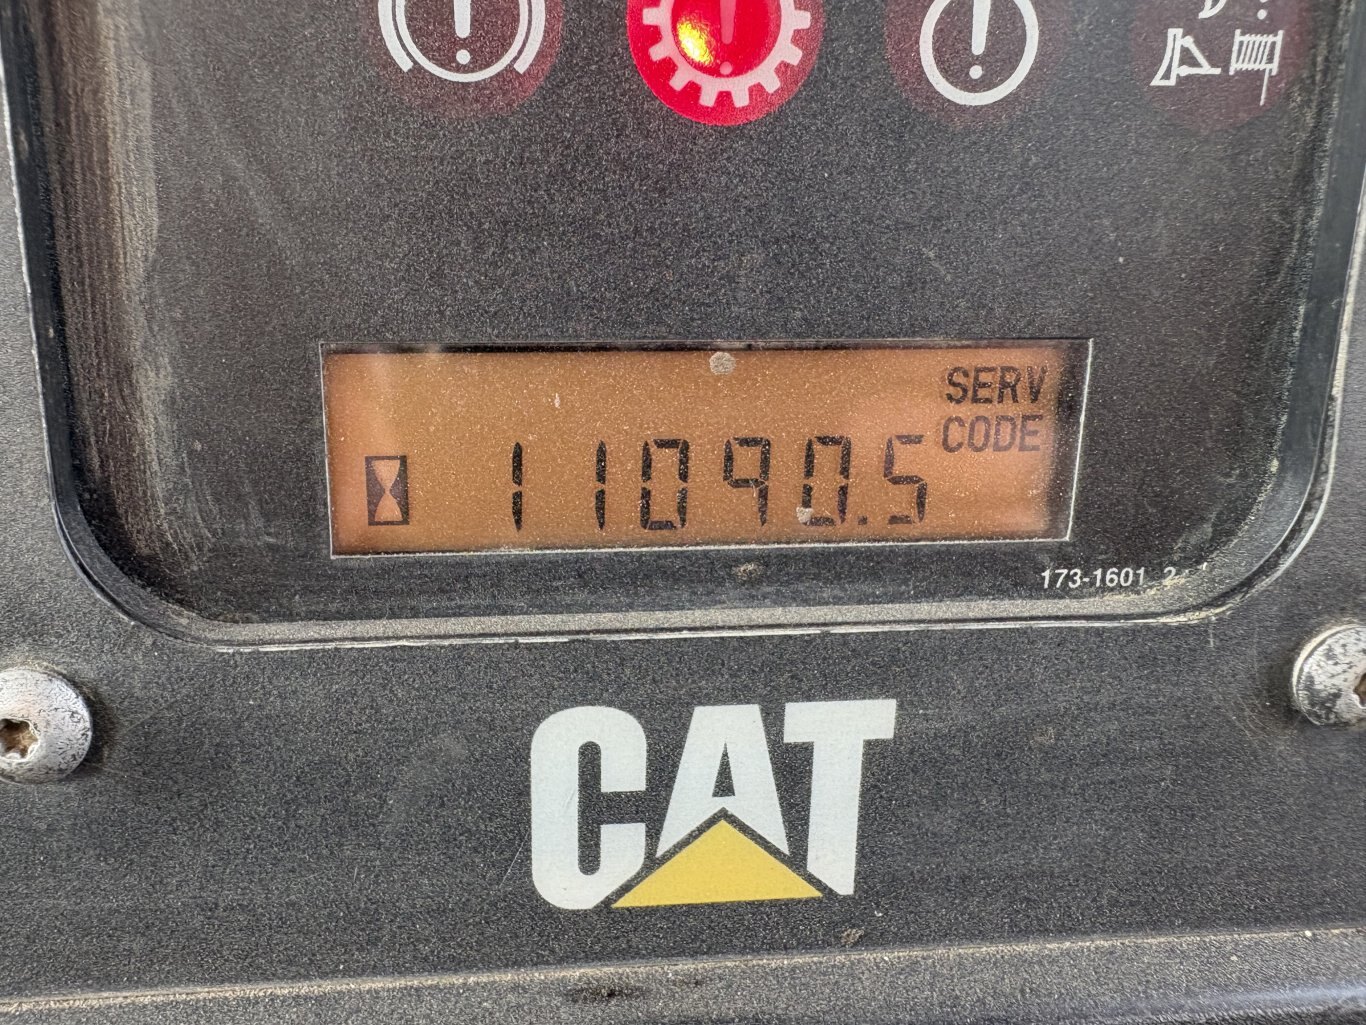 SERV
CODE
11090.5
173-1601
CAT